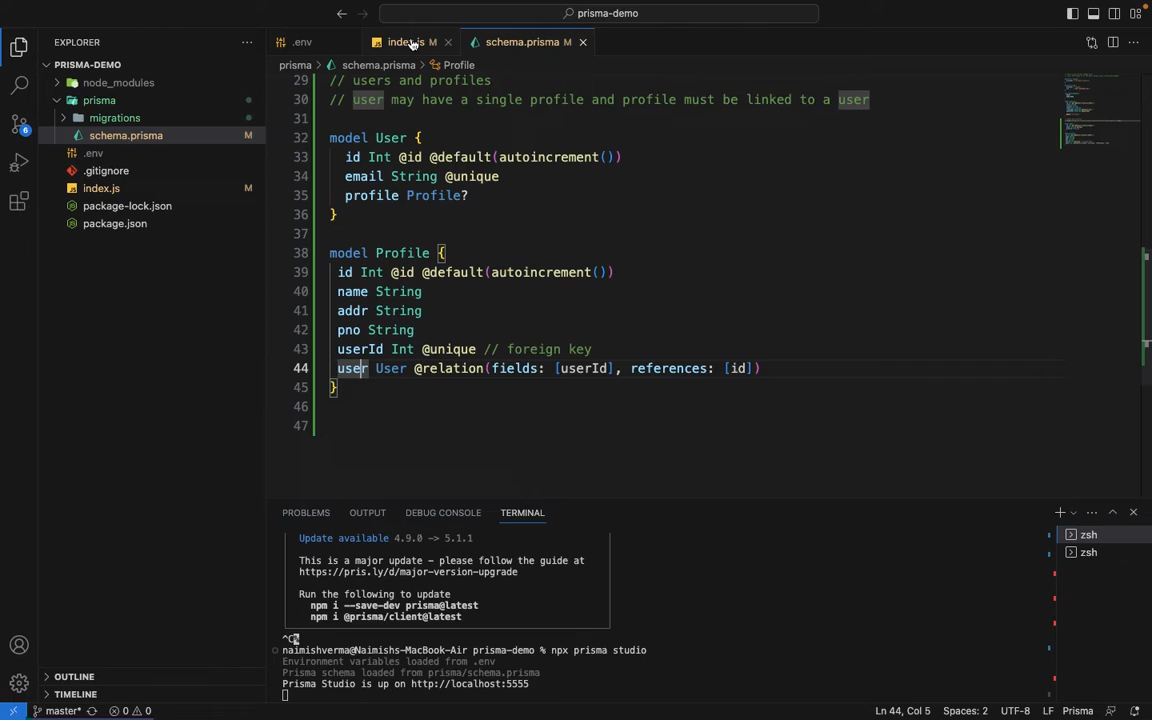 prisma-demo
EXPLORER
.env
index.js M
schema.prisma M
PRISMA-DEMO
prisma
schema.prisma
Profile
node_modules
prisma
migrations
schema.prisma M
.env
.gitignore
index.js M
package-lock.json
package.json
29 // users and profiles
30 // user may have a single profile and profile must be linked to a user
31
32 model User {
33 id Int @id @default(autoincrement())
34 email String @unique
35 profile Profile?
36 }
37
38 model Profile {
39 id Int @id @default(autoincrement())
40 name String
41 addr String
42 pno String
43 userId Int @unique // foreign key
44 user User @relation(fields: [userId], references: [id])
45 }
46
47
6
PROBLEMS OUTPUT DEBUG CONSOLE TERMINAL
zsh
zsh
Update available 4.9.0 -> 5.1.1
This is a major update - please follow the guide at
https://pris.ly/d/major-version-upgrade
Run the following to update
npm i --save-dev prisma@latest
npm i @prisma/client@latest
^C
naimishverma@Naimishs-MacBook-Air prisma-demo % npx prisma studio
Environment variables loaded from .env
Prisma schema loaded from prisma/schema.prisma
Prisma Studio is up on http://localhost:5555
OUTLINE
TIMELINE
master* 0 0
Ln 44, Col 5 Spaces: 2 UTF-8 LF Prisma